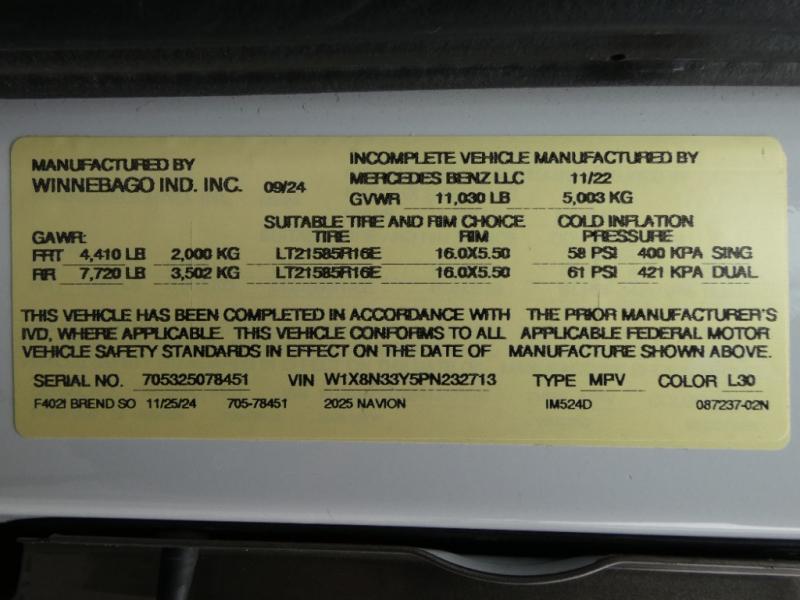 MANUFACTURED BY
WINNEBAGO IND. INC. 09/24
INCOMPLETE VEHICLE MANUFACTURED BY
MERCEDES BENZ LLC 11/22
GVWR 11,030 LB 5,003 KG
SUITABLE TIRE AND RIM CHOICE COLD INFLATION
GAWR: TIRE RIM PRESSURE
FRT 4,410 LB 2,000 KG LT21585R16E 16.0X5.50 58 PSI 400 KPA SING
RR 7,720 LB 3,502 KG LT21585R16E 16.0X5.50 61 PSI 421 KPA DUAL
THIS VEHICLE HAS BEEN COMPLETED IN ACCORDANCE WITH THE PRIOR MANUFACTURER'S
IVD, WHERE APPLICABLE. THIS VEHICLE CONFORMS TO ALL APPLICABLE FEDERAL MOTOR
VEHICLE SAFETY STANDARDS IN EFFECT ON THE DATE OF MANUFACTURE SHOWN ABOVE.
SERIAL NO. 705325078451 VIN W1X8N33Y5PN232713 TYPE MPV COLOR L30
F402I BREND SO 11/25/24 705-78451 2025 NAVION IM524D 087237-02N